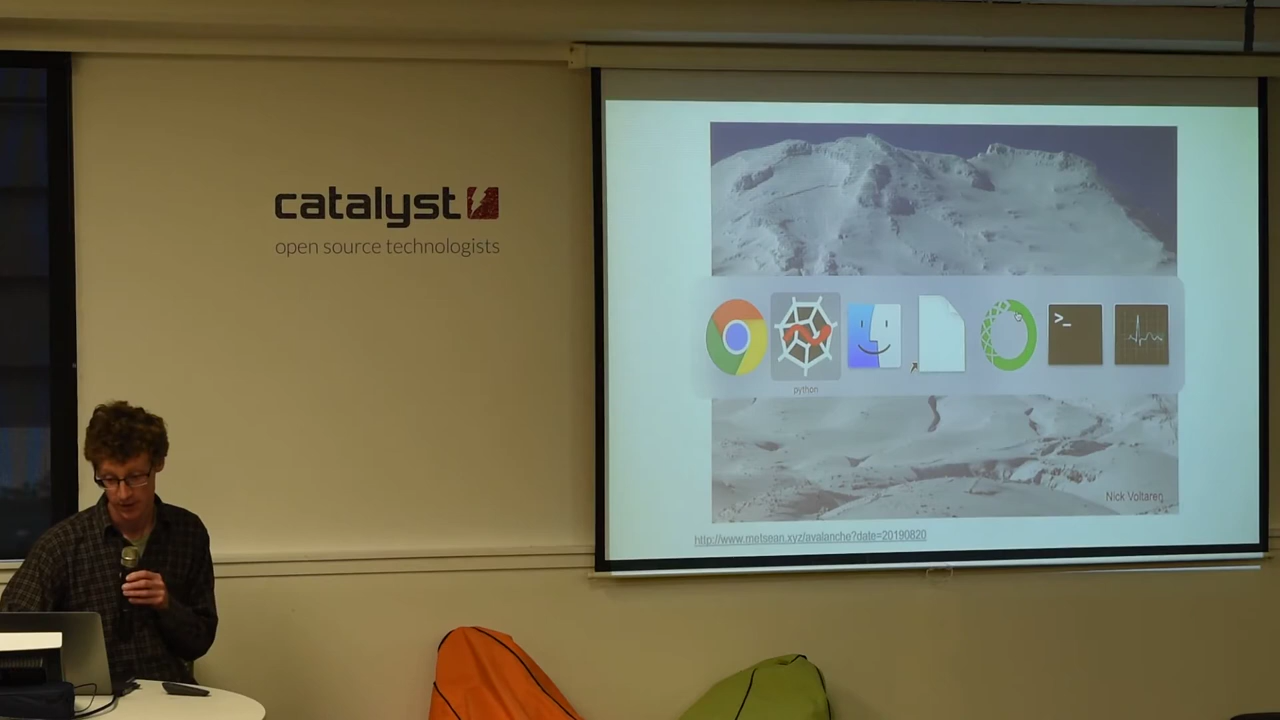 catalyst
open source technologists
>_
python
Nick Voltaren
http://www.metsean.xyz/avalanche?date=20190820